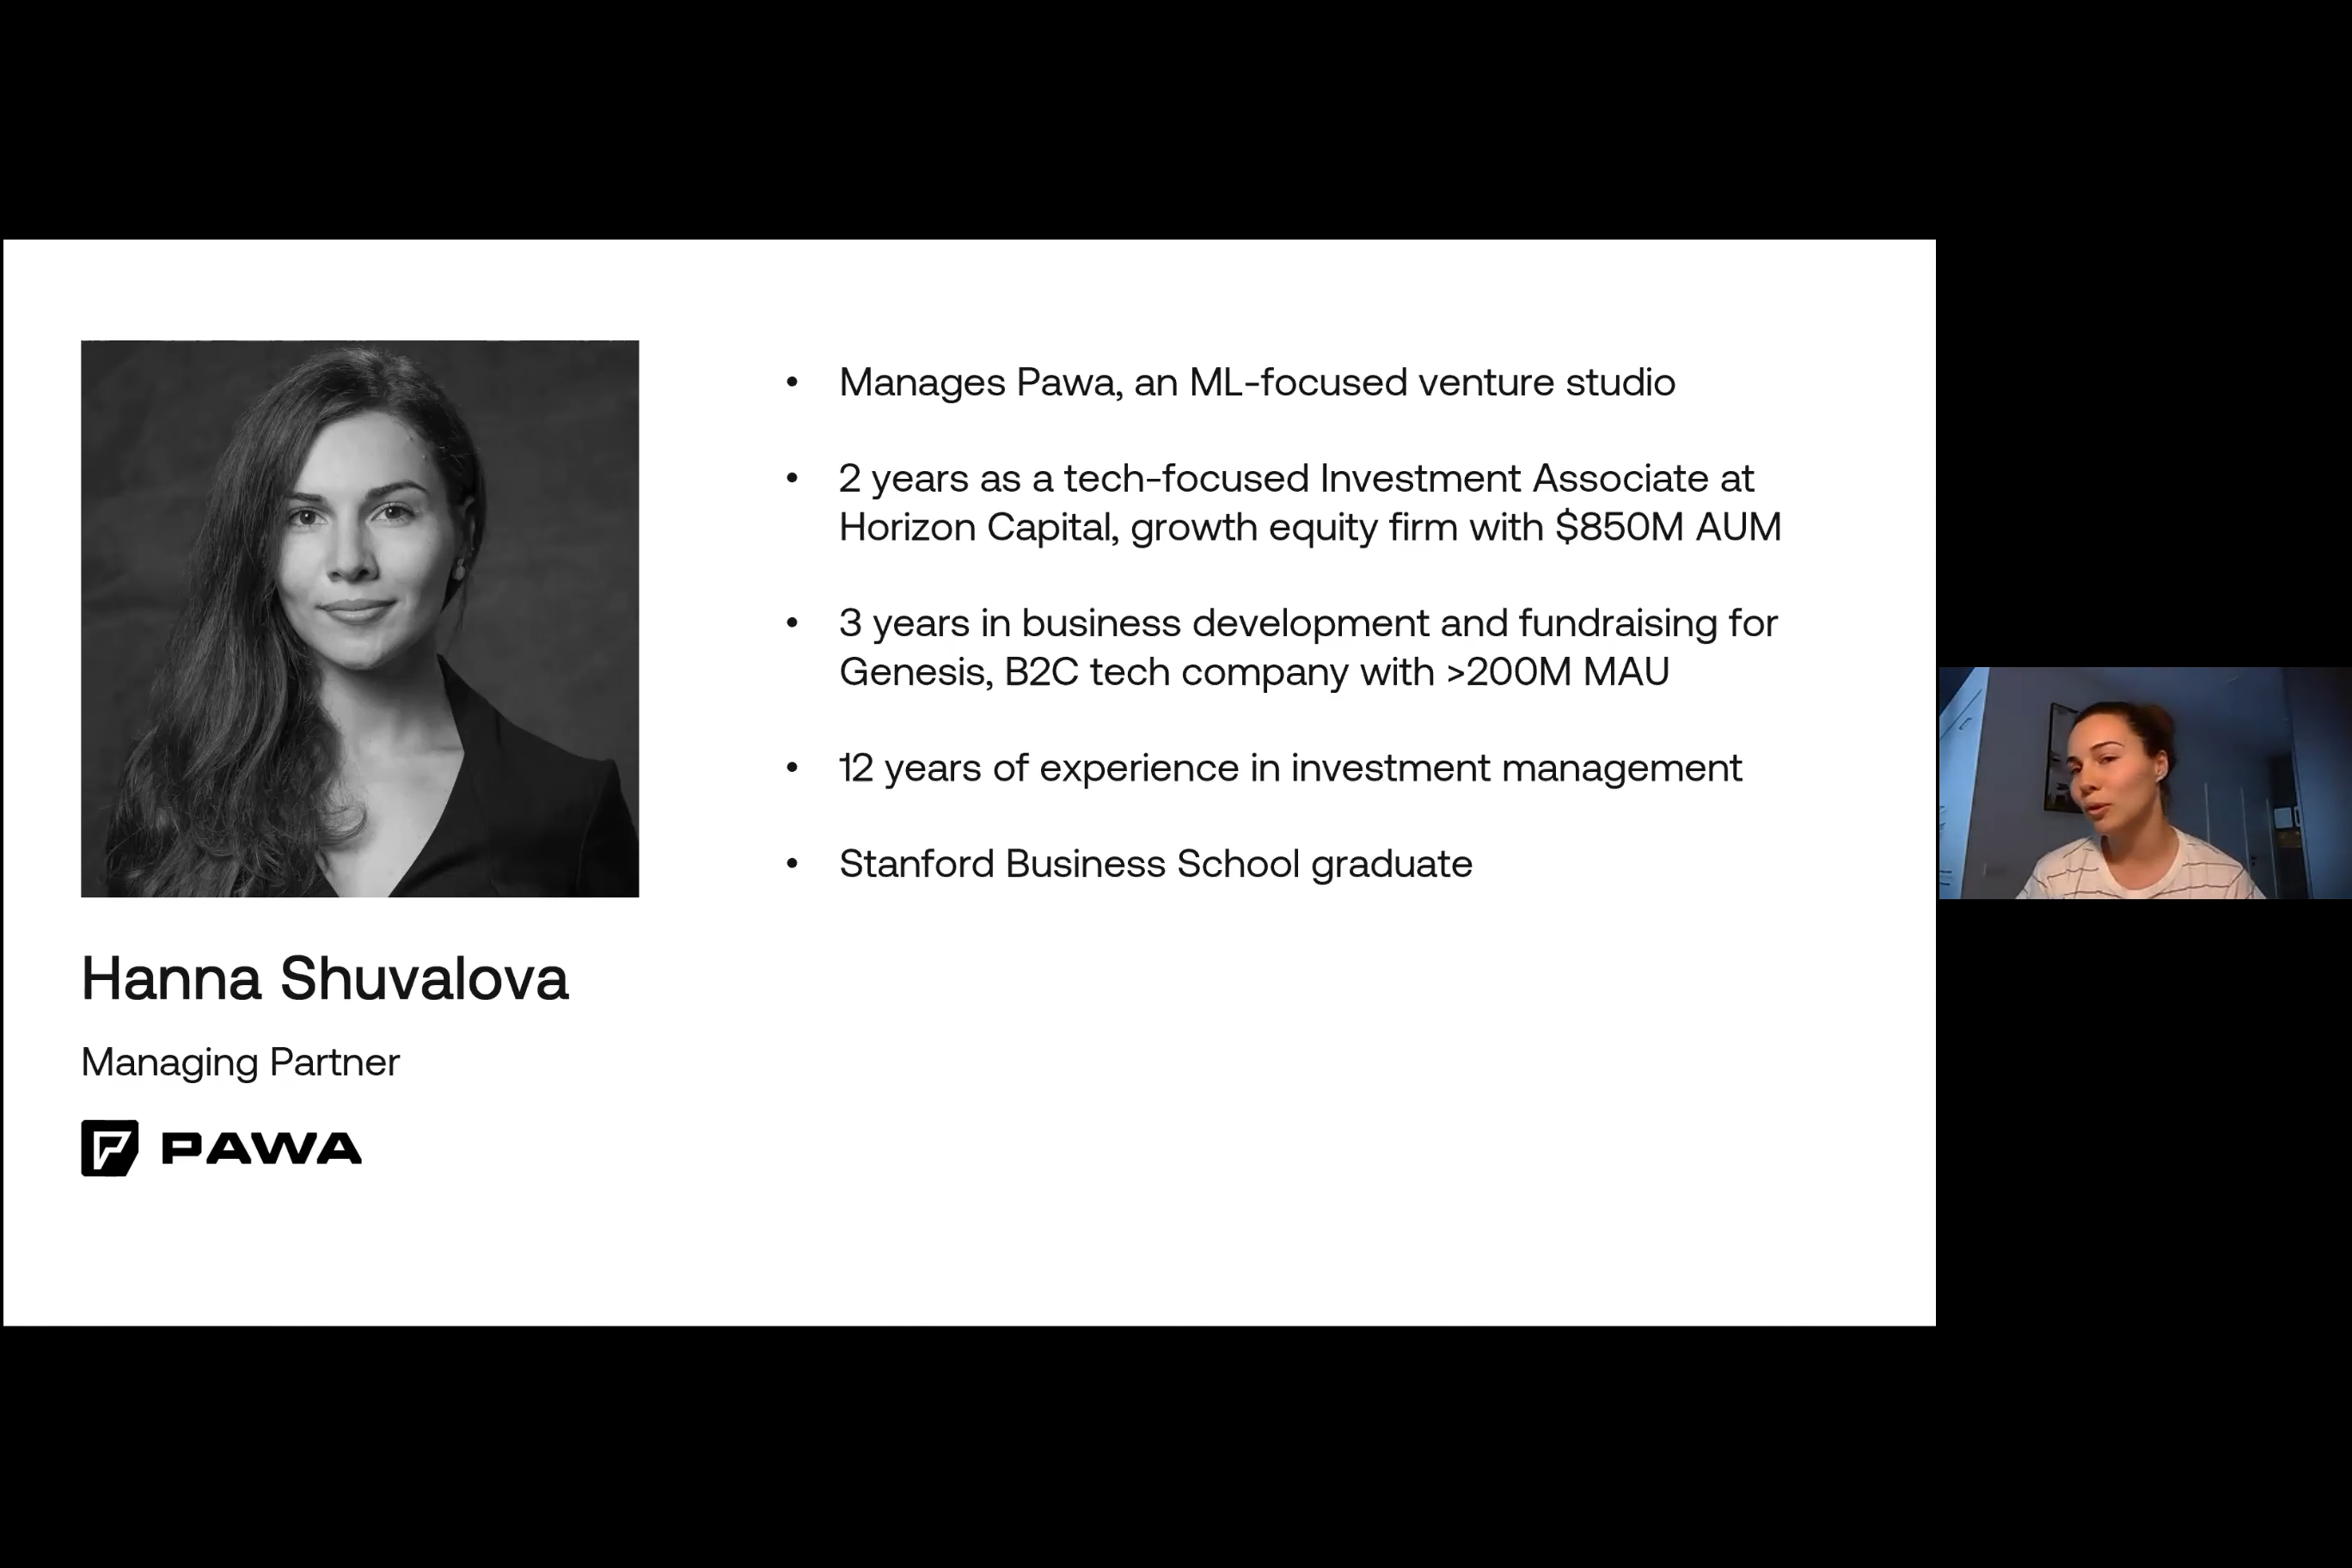 • Manages Pawa, an ML-focused venture studio
• 2 years as a tech-focused Investment Associate at
Horizon Capital, growth equity firm with $850M AUM
• 3 years in business development and fundraising for
Genesis, B2C tech company with >200M MAU
• 12 years of experience in investment management
• Stanford Business School graduate
Hanna Shuvalova
Managing Partner
PAWA